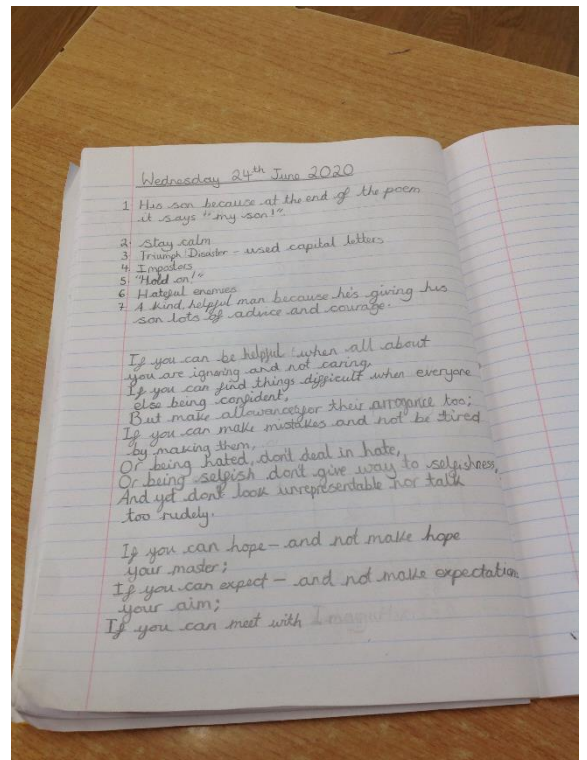 Wednesday 24th June 2020
1 His son because at the end of the poem
it says "my son!"
2 stay calm
3 Triumph Disaster - used capital letters
4 Impostors
5 "Hold on!"
6 Hateful enemies
7 A kind, helpful man because he's giving his
son lots of advice and courage.
If you can be helpful when all about
you are ignoring and not caring,
If you can find things difficult when everyone
else being confident,
But make allowances for their arrogance too;
If you can make mistakes and not be tired
by making them,
Or being hated, don't deal in hate,
Or being selfish don't give way to selfishness,
And yet don't look unrepresendable nor talk
too rudely.
If you can hope - and not make hope
your master;
If you can expect - and not make expectation
your aim;
If you can meet with